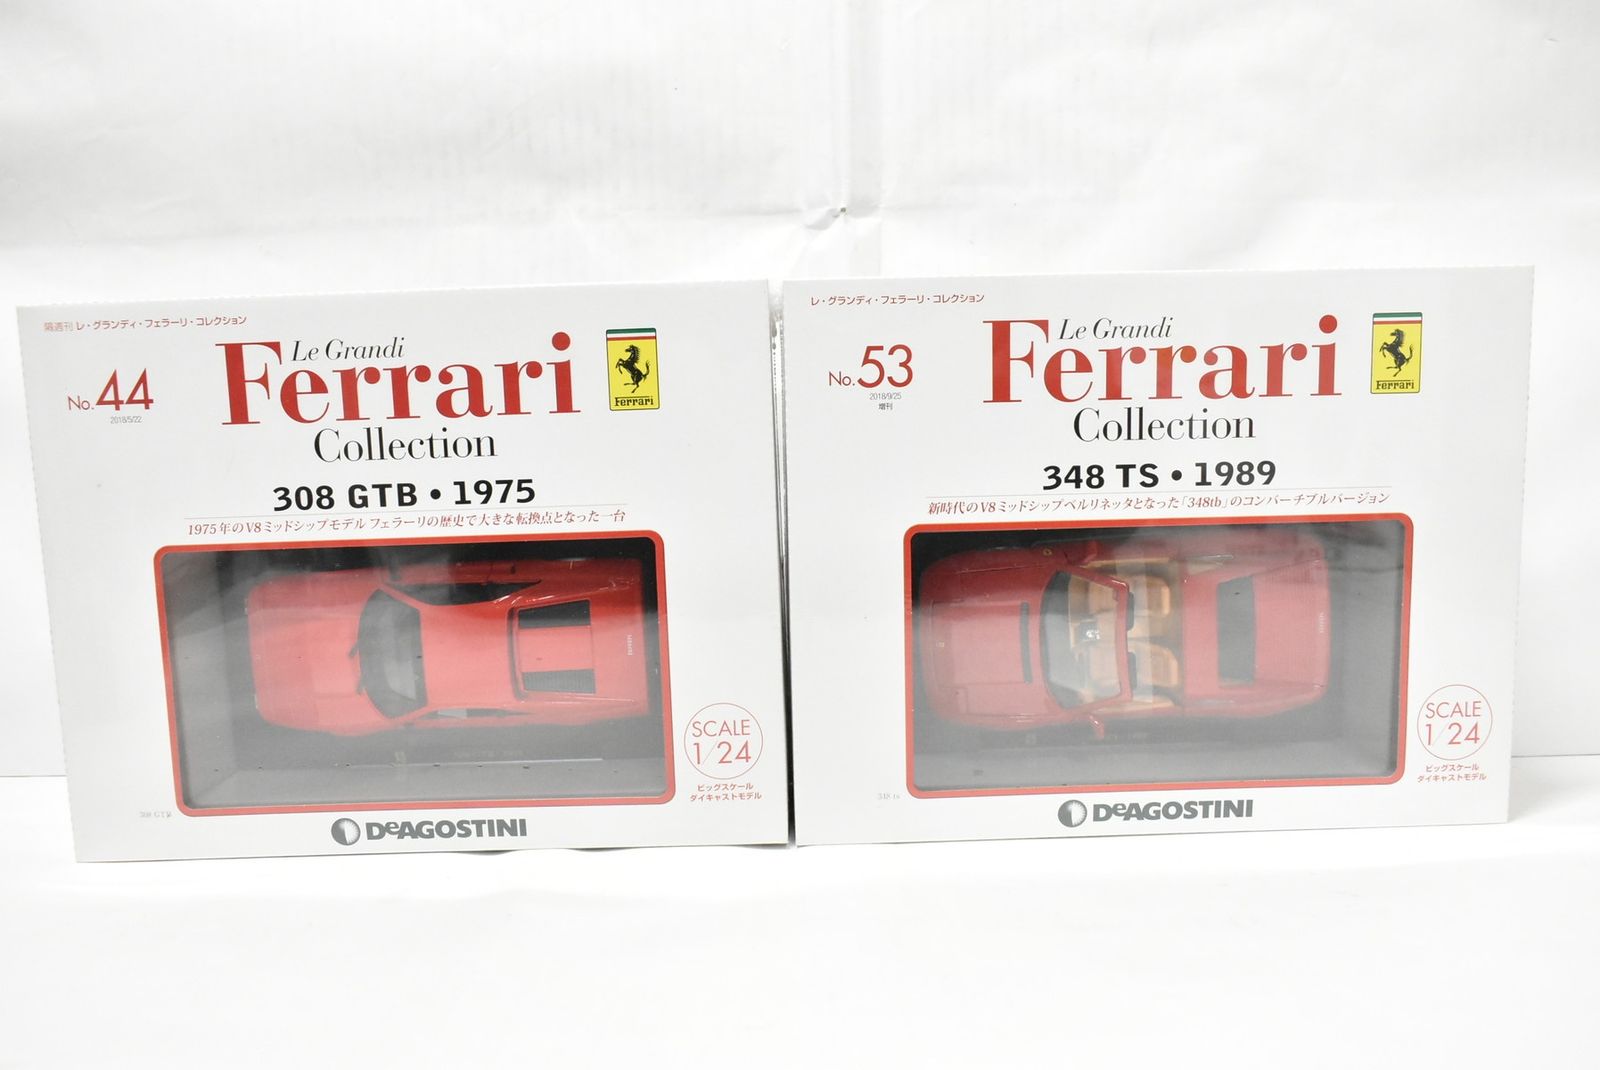 隔週刊 レ・グランディ・フェラーリ・コレクション
No.44
2018/5/22
Le Grandi
Ferrari
Collection
Ferrari
308 GTB • 1975
1975年のV8ミッドシップモデル フェラーリの歴史で大きな転換点となった一台
SCALE
1/24
ビッグスケール
ダイキャストモデル
308 GTB
DeAGOSTINI
レ・グランディ・フェラーリ・コレクション
No.53
2018/9/25
増刊
Le Grandi
Ferrari
Collection
Ferrari
348 TS • 1989
新時代のV8ミッドシップベルリネッタとなった「348tb」のコンバーチブルバージョン
SCALE
1/24
ビッグスケール
ダイキャストモデル
348 ts
DeAGOSTINI